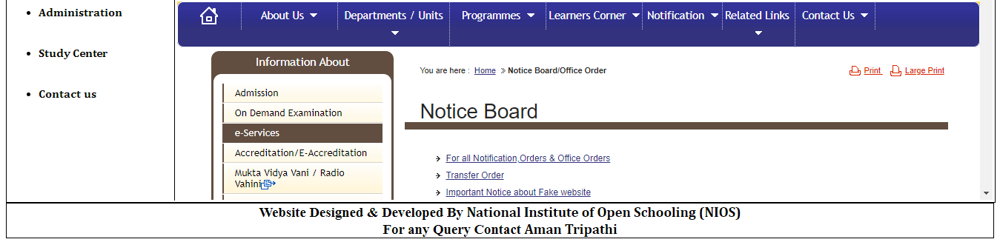 Administration
Study Center
Contact us
About Us
Departments / Units
Programmes
Learners Corner
Notification
Related Links
Contact Us
Information About
Admission
On Demand Examination
e-Services
Accreditation/E-Accreditation
Mukta Vidya Vani / Radio
Vahini
You are here : Home » Notice Board/Office Order
Print
Large Print
Notice Board
For all Notification,Orders & Office Orders
Transfer Order
Important Notice about Fake website
Website Designed & Developed By National Institute of Open Schooling (NIOS)
For any Query Contact Aman Tripathi